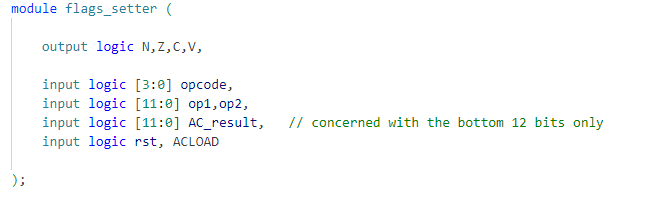 module flags_setter (
output logic N,Z,C,V,
input logic [3:0] opcode,
input logic [11:0] op1,op2,
input logic [11:0] AC_result,   // concerned with the bottom 12 bits only
input logic rst, ACLOAD
);